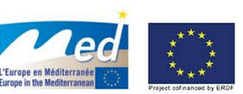 Med
L'Europe en Méditerranée
Europe in the Mediterranean
Project cofinanced by ERDF